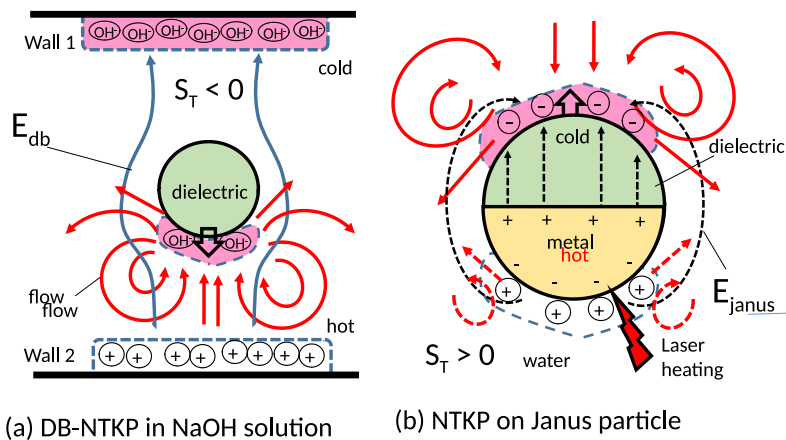 Wall 1
OH- OH- OH- OH- OH- OH- OH-
cold
S_T < 0
E_db
dielectric
OH- OH-
flow
flow
hot
Wall 2
+ + + + + + + +
(a) DB-NTKP in NaOH solution
- - - -
cold
dielectric
+ + + +
metal
hot
- - - - -
+ + + +
E_janus
S_T > 0
water
Laser
heating
(b) NTKP on Janus particle